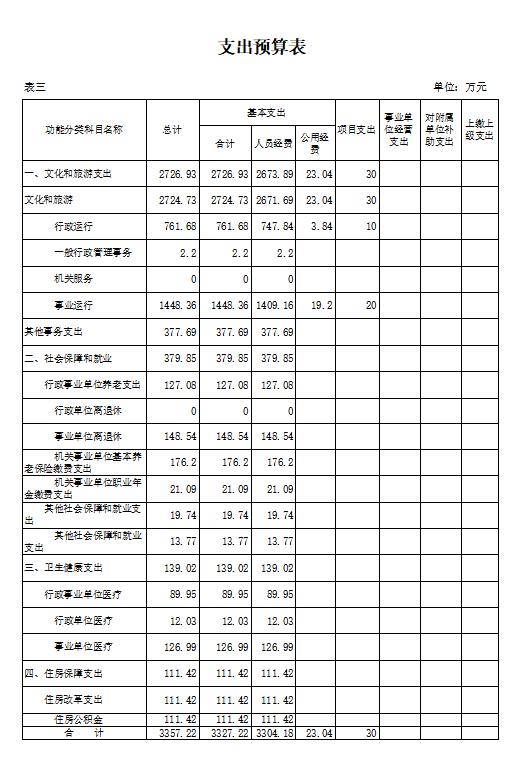 支出预算表
表三 单位：万元
功能分类科目名称 总计 基本支出 项目支出 事业单位经营支出 对附属单位补助支出 上缴上级支出
合计 人员经费 公用经费
一、文化和旅游支出 2726.93 2726.93 2673.89 23.04 30
文化和旅游 2724.73 2724.73 2671.69 23.04 30
行政运行 761.68 761.68 747.84 3.84 10
一般行政管理事务 2.2 2.2 2.2
机关服务 0 0 0
事业运行 1448.36 1448.36 1409.16 19.2 20
其他事务支出 377.69 377.69 377.69
二、社会保障和就业 379.85 379.85 379.85
行政事业单位养老支出 127.08 127.08 127.08
行政单位离退休 0 0 0
事业单位离退休 148.54 148.54 148.54
机关事业单位基本养老保险缴费支出 176.2 176.2 176.2
机关事业单位职业年金缴费支出 21.09 21.09 21.09
其他社会保障和就业支出 19.74 19.74 19.74
其他社会保障和就业支出 13.77 13.77 13.77
三、卫生健康支出 139.02 139.02 139.02
行政事业单位医疗 89.95 89.95 89.95
行政单位医疗 12.03 12.03 12.03
事业单位医疗 126.99 126.99 126.99
四、住房保障支出 111.42 111.42 111.42
住房改革支出 111.42 111.42 111.42
住房公积金 111.42 111.42 111.42
合 计 3357.22 3327.22 3304.18 23.04 30